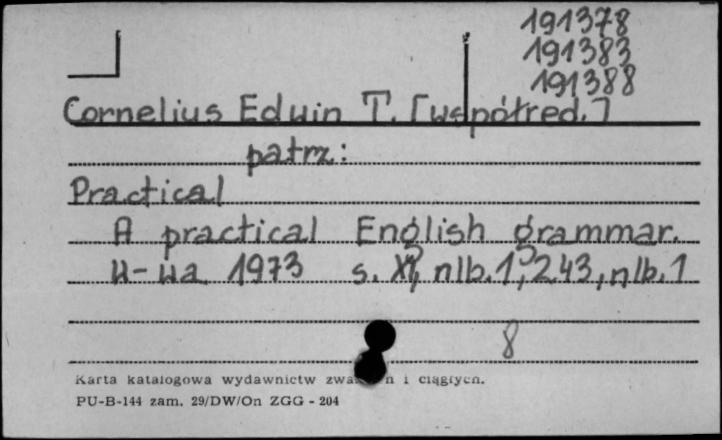 191378
191383
191388
Cornelius Edwin T. [współred.]
patrz:
Practical
A practical English grammar.
W-wa 1973 s. XI, nlb. 1, 243, nlb. 1
8
Karta katalogowa wydawnictw i ciągłych.
PU-B-144 zam. 29/DW/On ZGG - 204